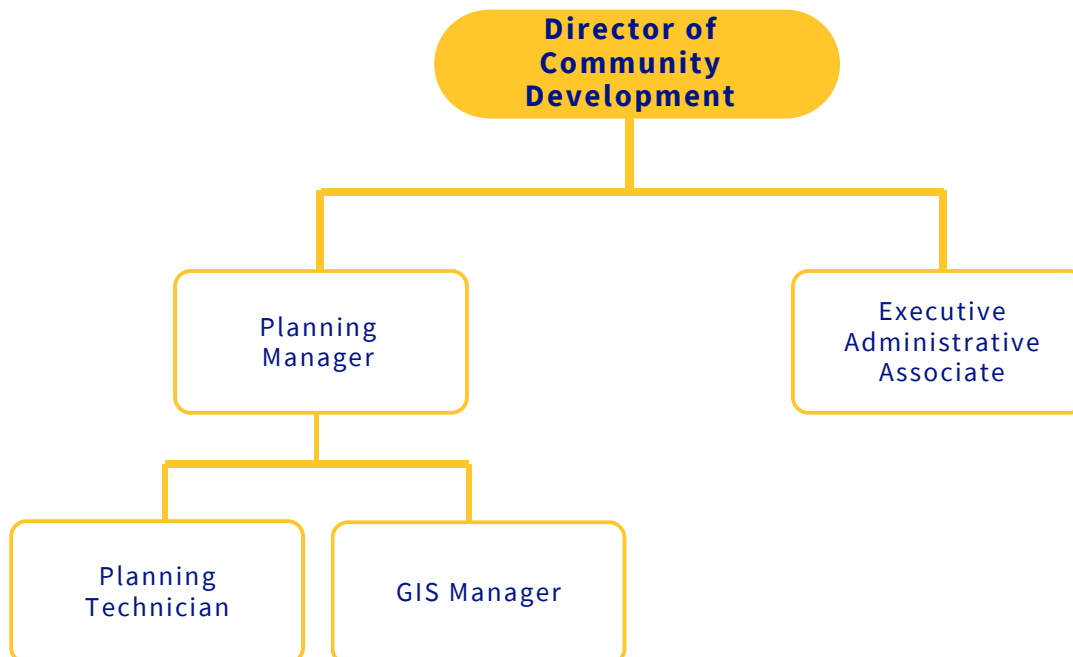 Director of
Community
Development
Planning
Manager
Executive
Administrative
Associate
Planning
Technician
GIS Manager